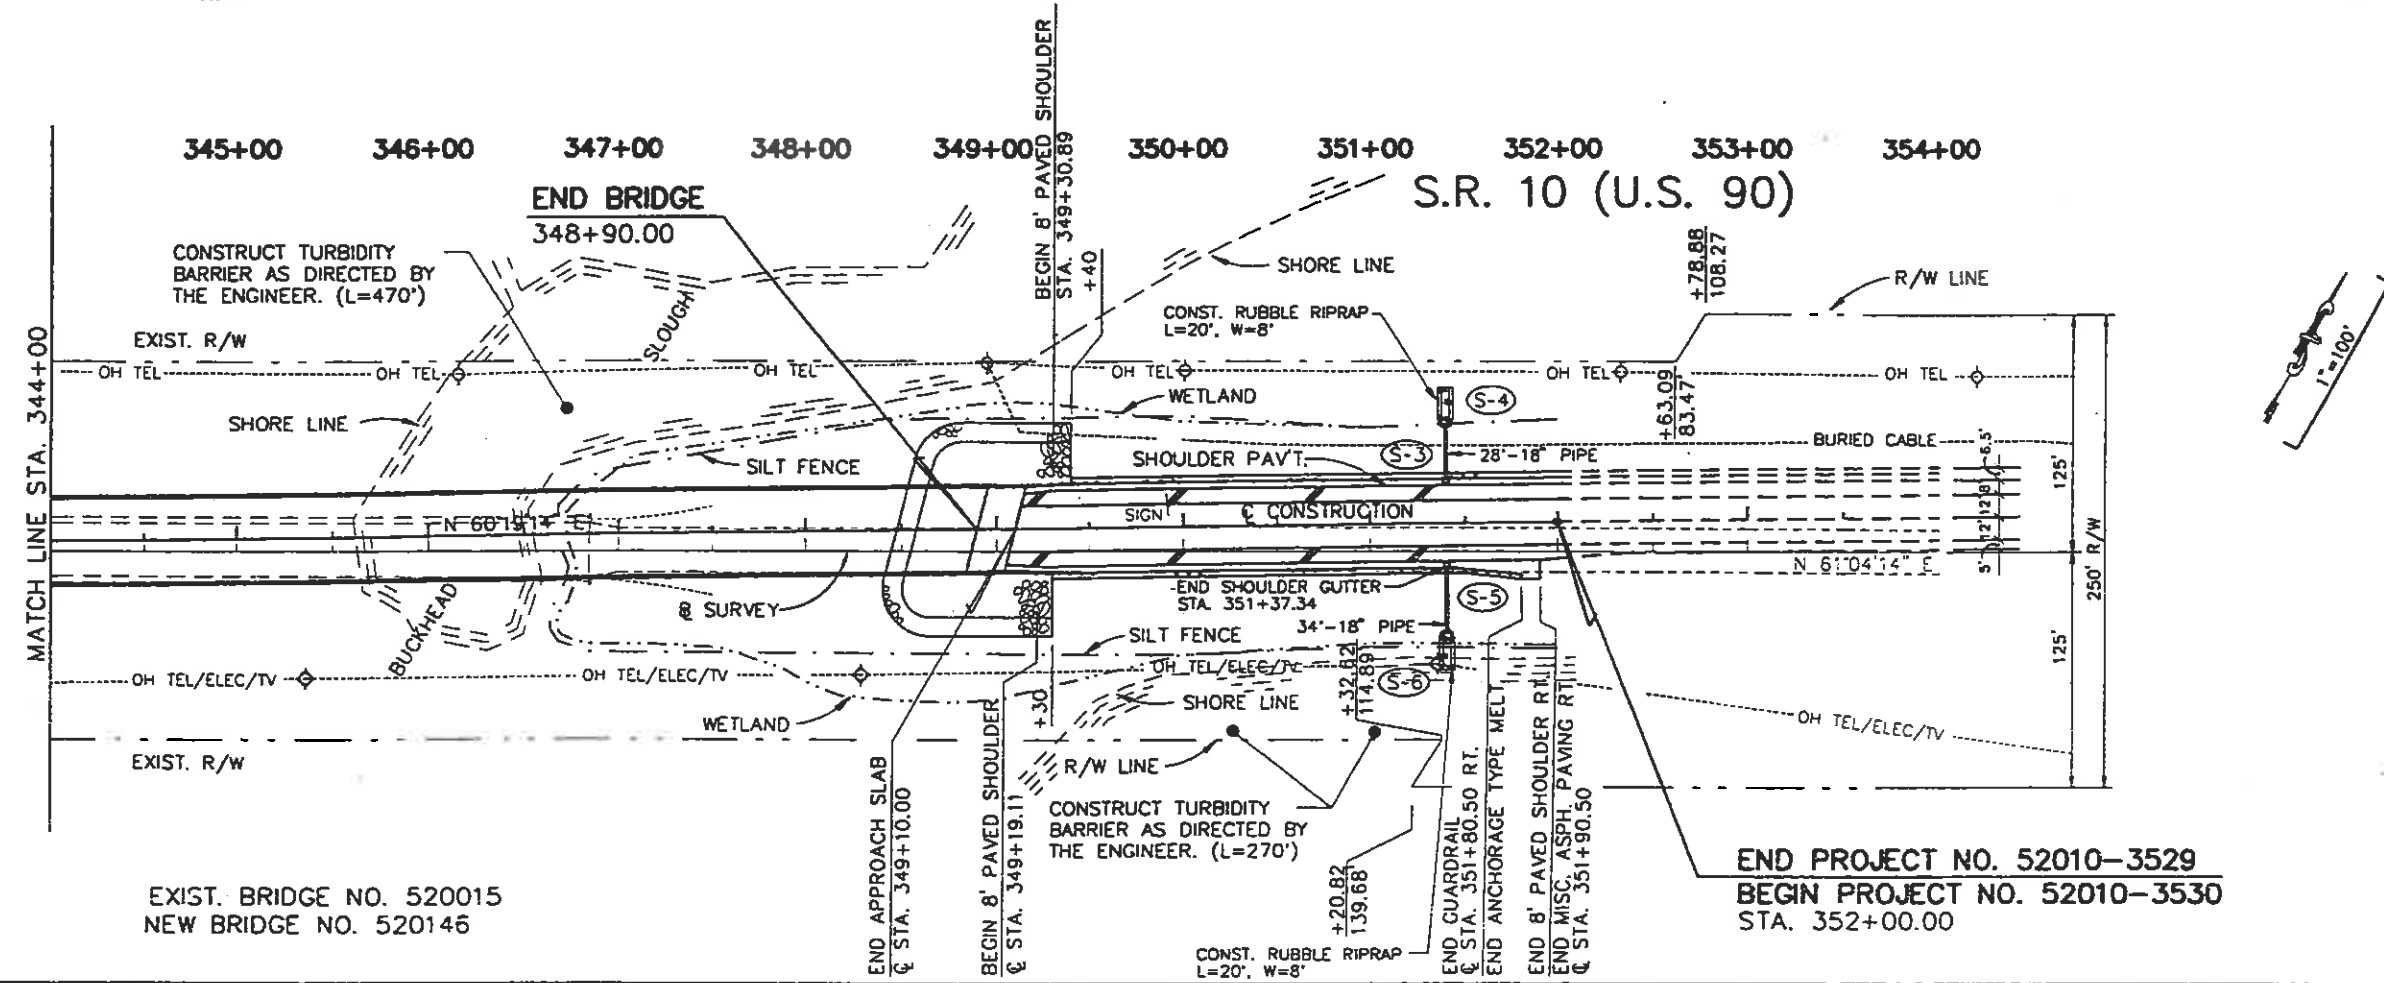 345+00 346+00 347+00 348+00 349+00 350+00 351+00 352+00 353+00 354+00
S.R. 10 (U.S. 90)
BEGIN 8' PAVED SHOULDER
STA. 349+30.89
+40
END BRIDGE
348+90.00
CONSTRUCT TURBIDITY
BARRIER AS DIRECTED BY
THE ENGINEER. (L=470')
SLOUGH
SHORE LINE
CONST. RUBBLE RIPRAP
L=20', W=8'
+78.88
108.27
R/W LINE
1"=100'
MATCH LINE STA. 344+00
EXIST. R/W
OH TEL
OH TEL
OH TEL
OH TEL
OH TEL
OH TEL
SHORE LINE
WETLAND
S-4
+63.09
83.47'
BURIED CABLE
6.5'
SILT FENCE
SHOULDER PAV'T.
S-3
28'-18" PIPE
125'
8'
12'
12'
5'
N 60°19'14" E
SIGN
℄ CONSTRUCTION
N 61°04'14" E
250' R/W
125'
BUCKHEAD
SURVEY
END SHOULDER GUTTER
STA. 351+37.34
S-5
34'-18" PIPE
SILT FENCE
OH TEL/ELEC/TV
OH TEL/ELEC/TV
OH TEL/ELEC/TV
+32.62
114.89
S-6
WETLAND
+30
SHORE LINE
OH TEL/ELEC/TV
EXIST. R/W
R/W LINE
CONSTRUCT TURBIDITY
BARRIER AS DIRECTED BY
THE ENGINEER. (L=270')
END APPROACH SLAB
℄ STA. 349+10.00
BEGIN 8' PAVED SHOULDER
℄ STA. 349+19.11
+20.82
139.68'
END GUARDRAIL
℄ STA. 351+80.50 RT.
END ANCHORAGE TYPE MELT
END 8' PAVED SHOULDER RT.
END MISC. ASPH. PAVING RT.
℄ STA. 351+90.50
CONST. RUBBLE RIPRAP
L=20', W=8'
EXIST. BRIDGE NO. 520015
NEW BRIDGE NO. 520146
END PROJECT NO. 52010-3529
BEGIN PROJECT NO. 52010-3530
STA. 352+00.00